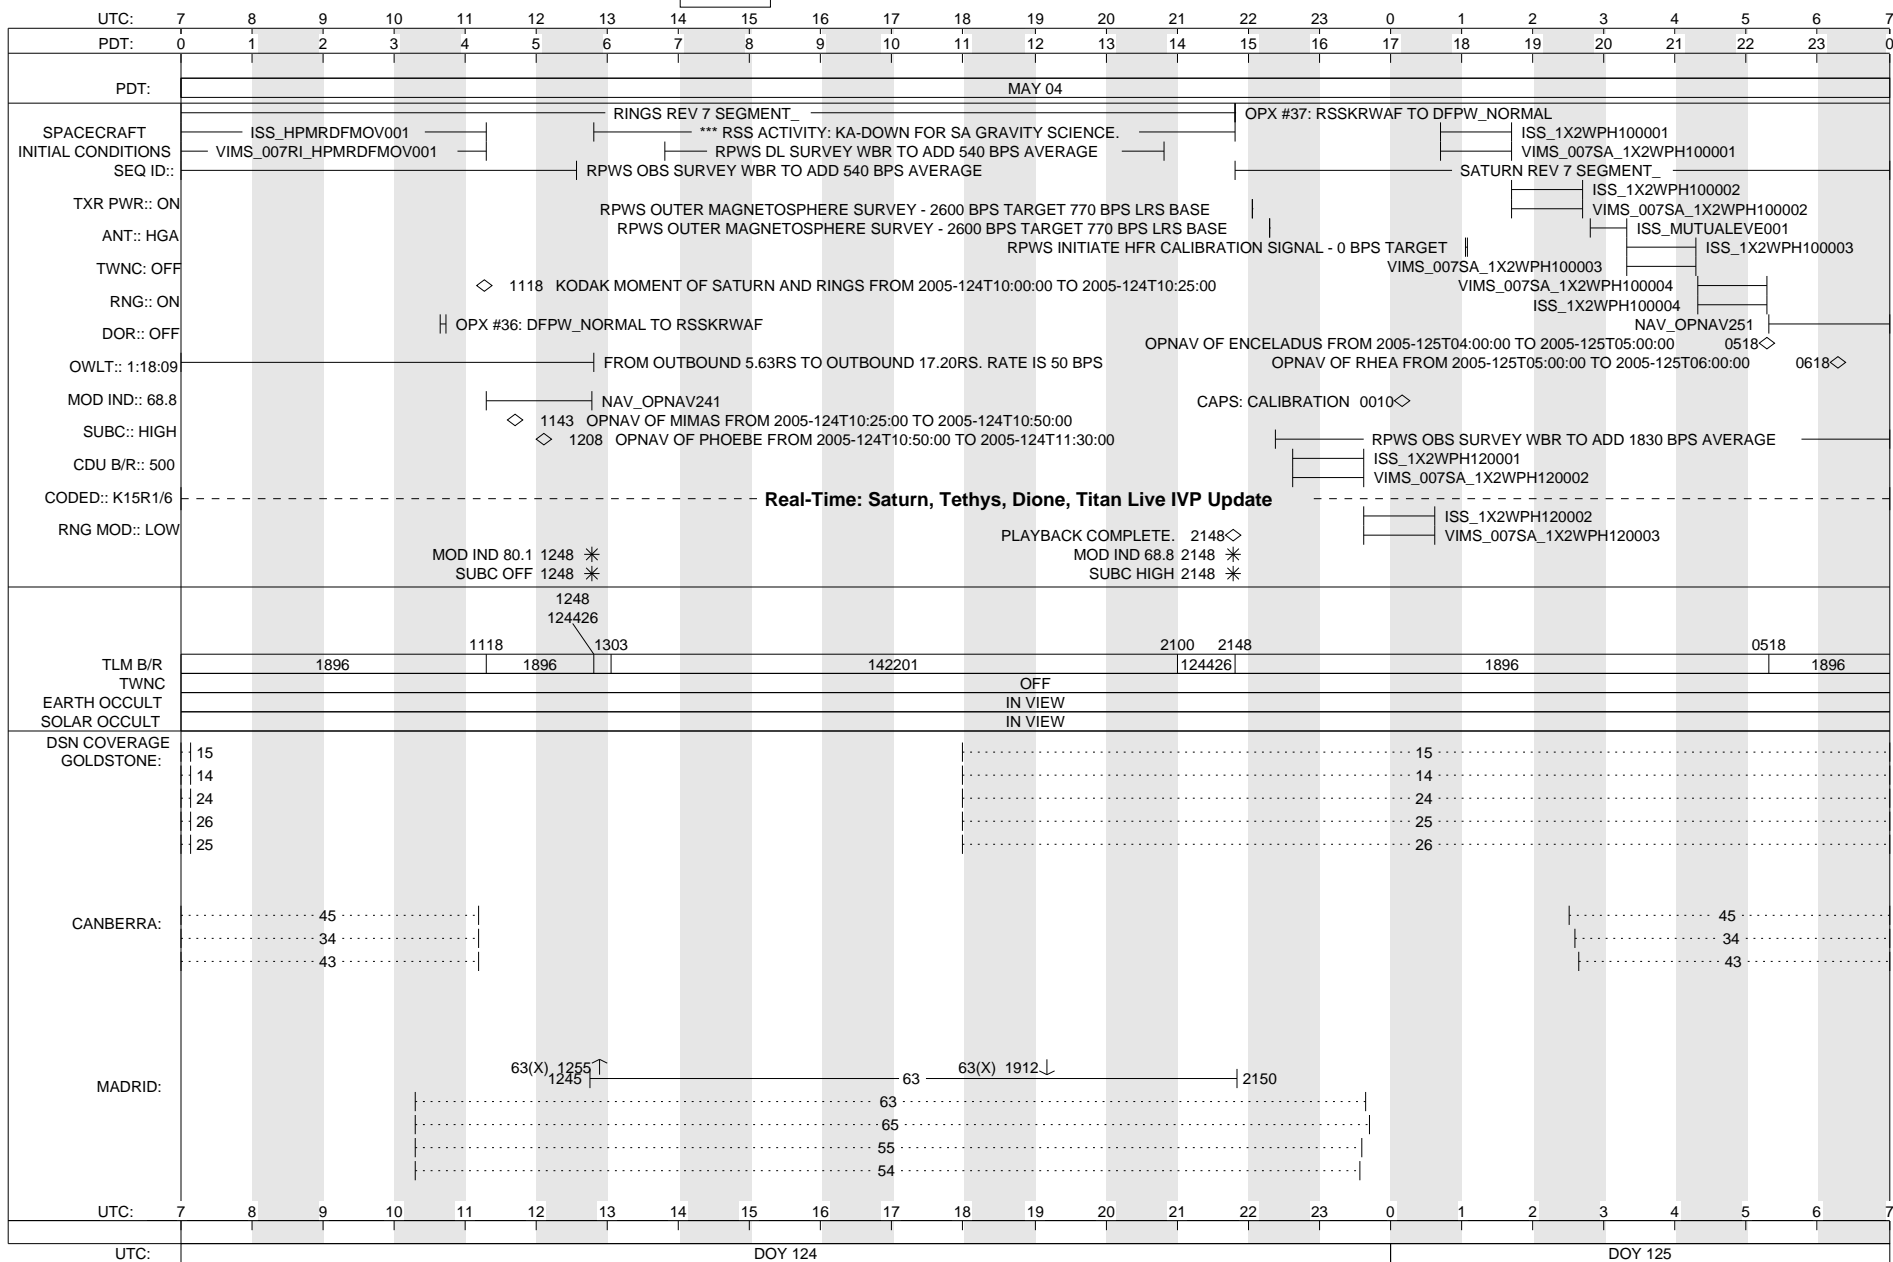 UTC: 7 8 9 10 11 12 13 14 15 16 17 18 19 20 21 22 23 0 1 2 3 4 5 6 7
PDT: 0 1 2 3 4 5 6 7 8 9 10 11 12 13 14 15 16 17 18 19 20 21 22 23 0
PDT: MAY 04
RINGS REV 7 SEGMENT_ OPX #37: RSSKRWAF TO DFPW_NORMAL
SPACECRAFT ISS_HPMRDFMOV001 *** RSS ACTIVITY: KA-DOWN FOR SA GRAVITY SCIENCE. ISS_1X2WPH100001
INITIAL CONDITIONS VIMS_007RI_HPMRDFMOV001 RPWS DL SURVEY WBR TO ADD 540 BPS AVERAGE VIMS_007SA_1X2WPH100001
SEQ ID:: RPWS OBS SURVEY WBR TO ADD 540 BPS AVERAGE SATURN REV 7 SEGMENT_
ISS_1X2WPH100002
TXR PWR:: ON RPWS OUTER MAGNETOSPHERE SURVEY - 2600 BPS TARGET 770 BPS LRS BASE VIMS_007SA_1X2WPH100002
RPWS OUTER MAGNETOSPHERE SURVEY - 2600 BPS TARGET 770 BPS LRS BASE ISS_MUTUALEVE001
ANT:: HGA
RPWS INITIATE HFR CALIBRATION SIGNAL - 0 BPS TARGET ISS_1X2WPH100003
TWNC: OFF VIMS_007SA_1X2WPH100003
1118 KODAK MOMENT OF SATURN AND RINGS FROM 2005-124T10:00:00 TO 2005-124T10:25:00 VIMS_007SA_1X2WPH100004
RNG:: ON ISS_1X2WPH100004
OPX #36: DFPW_NORMAL TO RSSKRWAF NAV_OPNAV251
DOR:: OFF
OPNAV OF ENCELADUS FROM 2005-125T04:00:00 TO 2005-125T05:00:00 0518
OWLT:: 1:18:09 FROM OUTBOUND 5.63RS TO OUTBOUND 17.20RS. RATE IS 50 BPS OPNAV OF RHEA FROM 2005-125T05:00:00 TO 2005-125T06:00:00 0618
MOD IND:: 68.8 NAV_OPNAV241 CAPS: CALIBRATION 0010
1143 OPNAV OF MIMAS FROM 2005-124T10:25:00 TO 2005-124T10:50:00
SUBC:: HIGH 1208 OPNAV OF PHOEBE FROM 2005-124T10:50:00 TO 2005-124T11:30:00 RPWS OBS SURVEY WBR TO ADD 1830 BPS AVERAGE
CDU B/R:: 500 ISS_1X2WPH120001
VIMS_007SA_1X2WPH120002
CODED:: K15R1/6 Real-Time: Saturn, Tethys, Dione, Titan Live IVP Update
ISS_1X2WPH120002
RNG MOD:: LOW PLAYBACK COMPLETE. 2148 VIMS_007SA_1X2WPH120003
MOD IND 80.1 1248 MOD IND 68.8 2148
SUBC OFF 1248 SUBC HIGH 2148
1248
124426
1118 1303 2100 2148 0518
TLM B/R 1896 1896 142201 124426 1896 1896
TWNC OFF
EARTH OCCULT IN VIEW
SOLAR OCCULT IN VIEW
DSN COVERAGE
GOLDSTONE: 15 15
14 14
24 24
26 25
25 26
CANBERRA: 45 45
34 34
43 43
63(X) 1255 63(X) 1912
MADRID: 1245 63 2150
63
65
55
54
UTC: 7 8 9 10 11 12 13 14 15 16 17 18 19 20 21 22 23 0 1 2 3 4 5 6 7
UTC: DOY 124 DOY 125